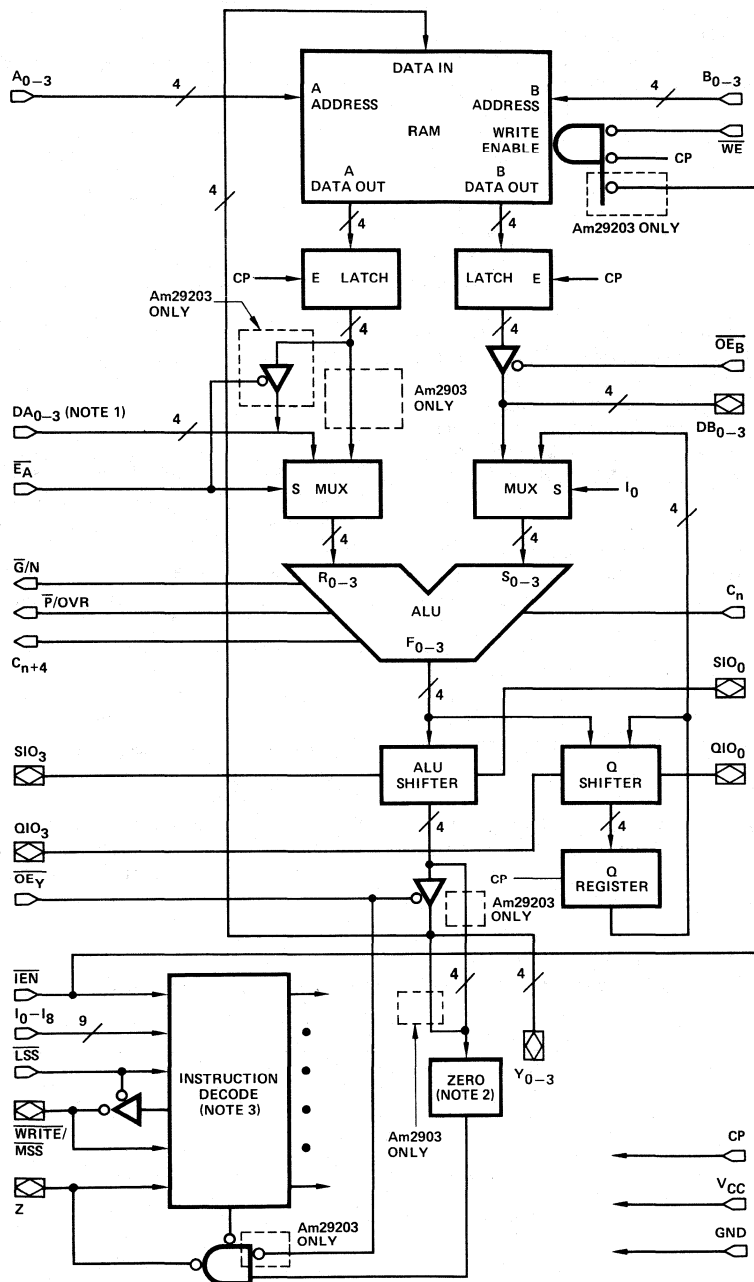 DATA IN
A0–3
4
A
ADDRESS
B
ADDRESS
4
B0–3
RAM
WRITE
ENABLE
WE
CP
4
A
DATA OUT
B
DATA OUT
4
4
Am29203 ONLY
CP
E LATCH
LATCH E
CP
Am29203
ONLY
4
4
OEB
Am2903
ONLY
DA0–3 (NOTE 1)
4
4
DB0–3
EA
S MUX
MUX S
I0
4
4
4
G/N
R0–3
S0–3
P/OVR
ALU
Cn
Cn+4
F0–3
4
SIO0
SIO3
ALU
SHIFTER
Q
SHIFTER
QIO0
4
4
QIO3
CP
Q
REGISTER
OEY
Am29203
ONLY
IEN
4
4
I0–I8
9
LSS
INSTRUCTION
DECODE
(NOTE 3)
ZERO
(NOTE 2)
Y0–3
WRITE/
MSS
Am2903
ONLY
CP
Z
VCC
Am29203
ONLY
GND